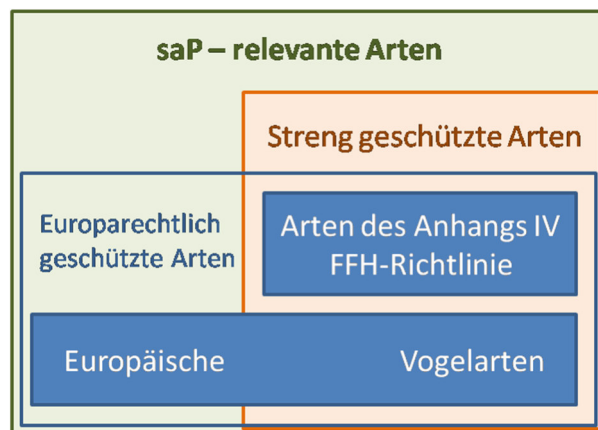 saP – relevante Arten
Streng geschützte Arten
Europarechtlich
geschützte Arten
Arten des Anhangs IV
FFH-Richtlinie
Europäische Vogelarten